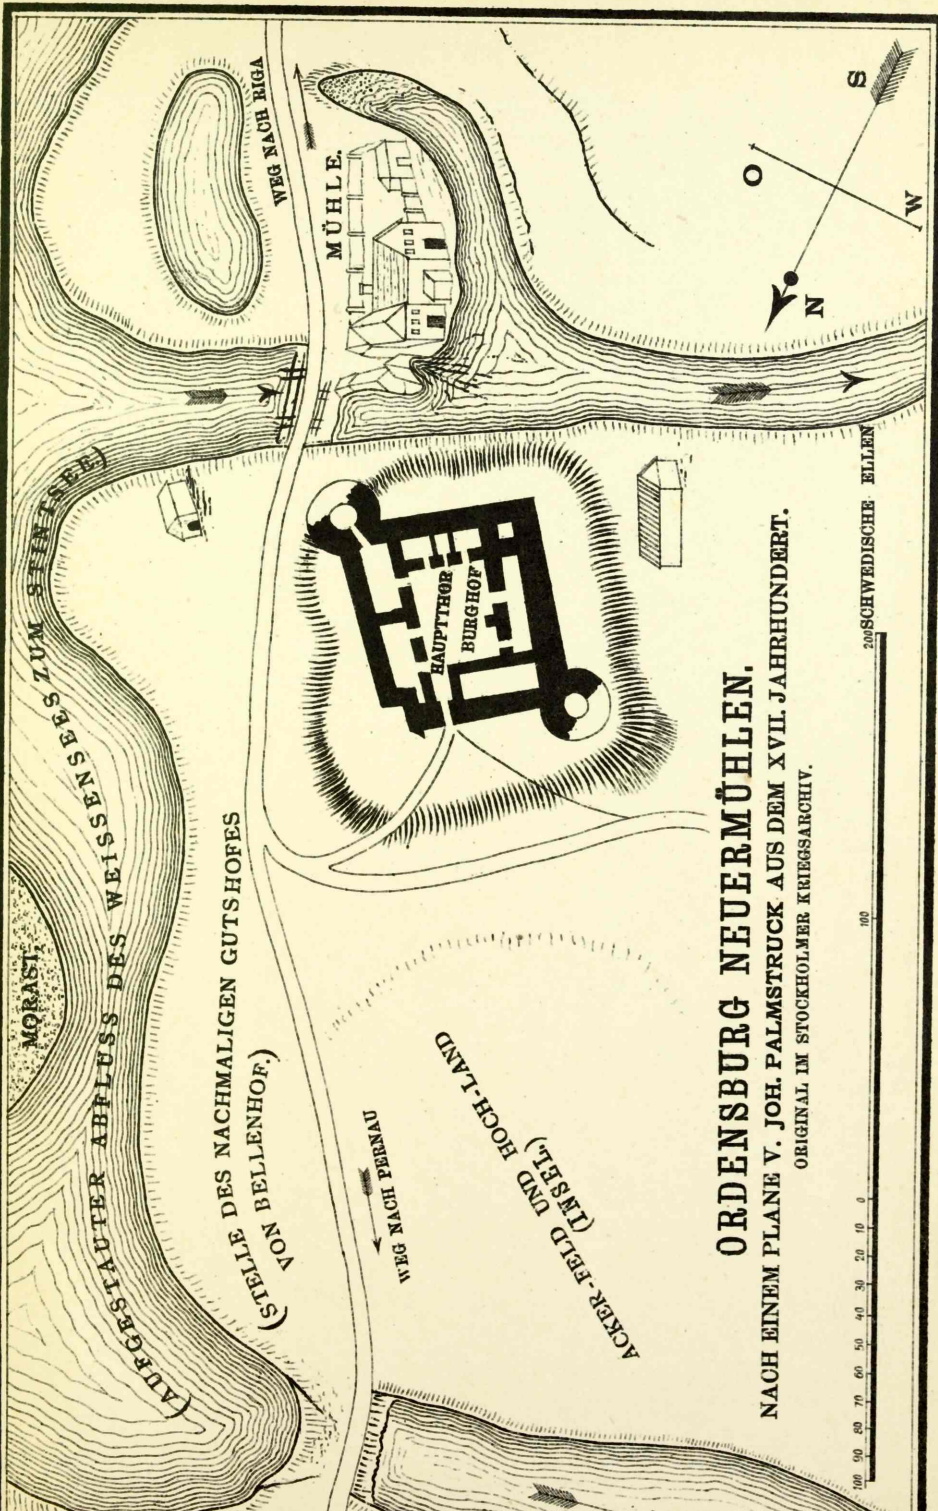 ORDENSBURG NEUERMÜHLEN.
NACH EINEM PLANE V. JOH. PALMSTRUCK AUS DEM XVII. JAHRHUNDERT.
ORIGINAL IM STOCKHOLMER KRIEGSARCHIV.
100 90 80 70 60 50 40 30 20 10 0 100 200 SCHWEDISCHE ELLEN
(AUFGESTAUTER ABFLUSS DES WEISSENSEES ZUM STINTSEE)
MORAST.
(STELLE DES NACHMALIGEN GUTSHOFES
VON BELLENHOF.)
WEG NACH PERNAU
ACKER-FELD UND HOCH-LAND
(INSEL.)
HAUPTTHOR
BURGHOF
WEG NACH RIGA
MÜHLE.
S
O
W
N